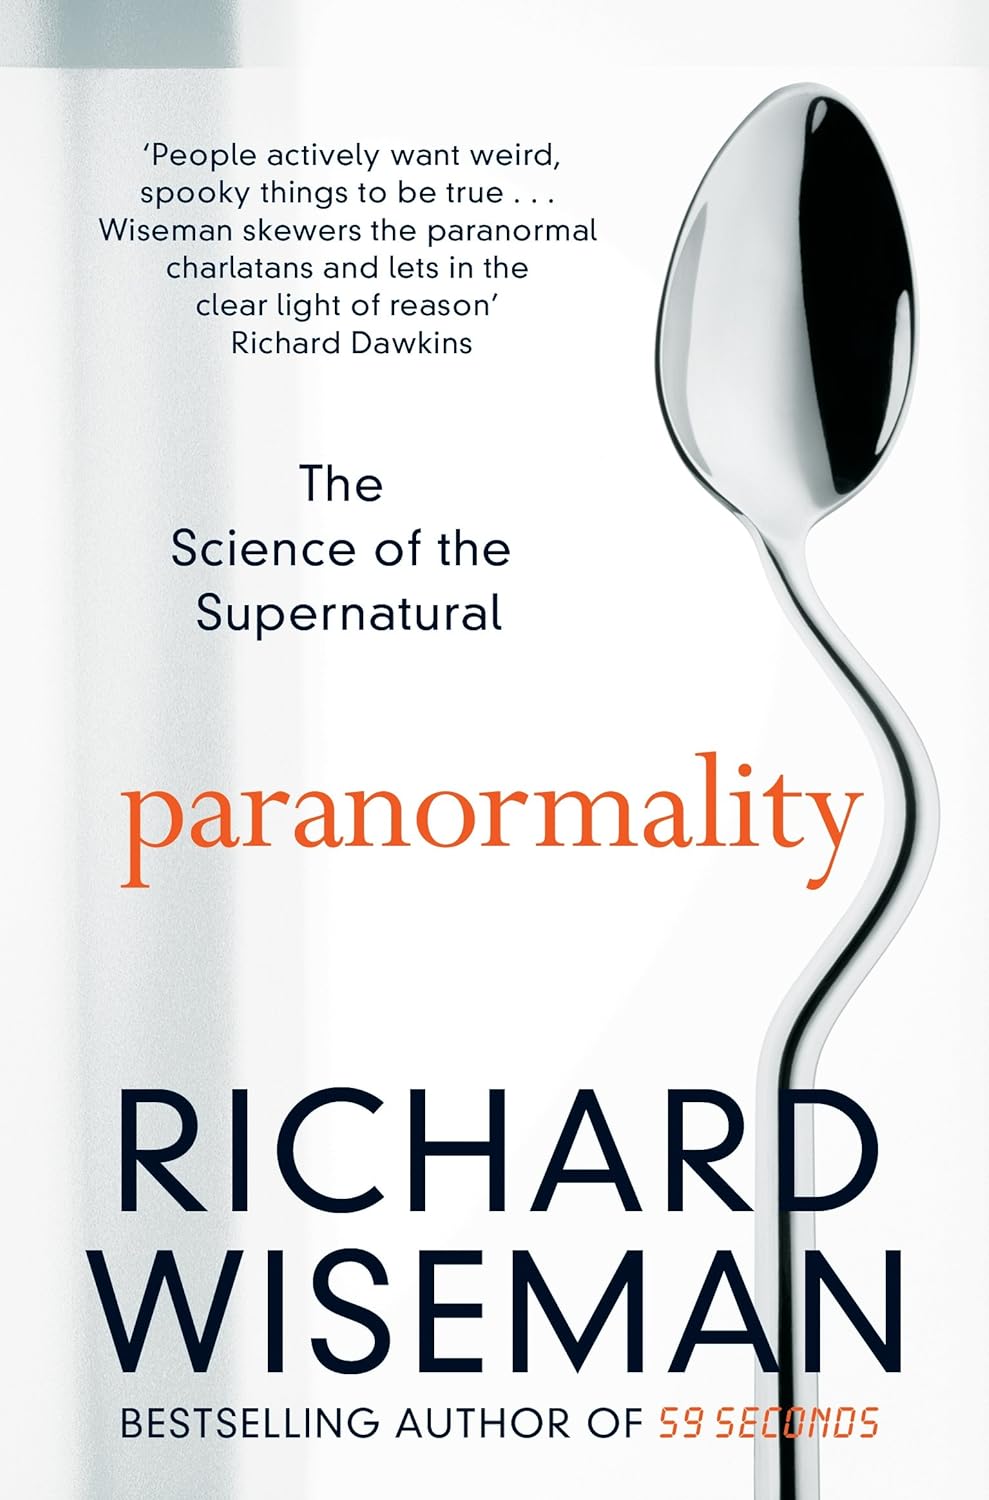 ‘People actively want weird,
spooky things to be true . . .
Wiseman skewers the paranormal
charlatans and lets in the
clear light of reason’
Richard Dawkins
The
Science of the
Supernatural
paranormality
RICHARD
WISEMAN
BESTSELLING AUTHOR OF 59 SECONDS